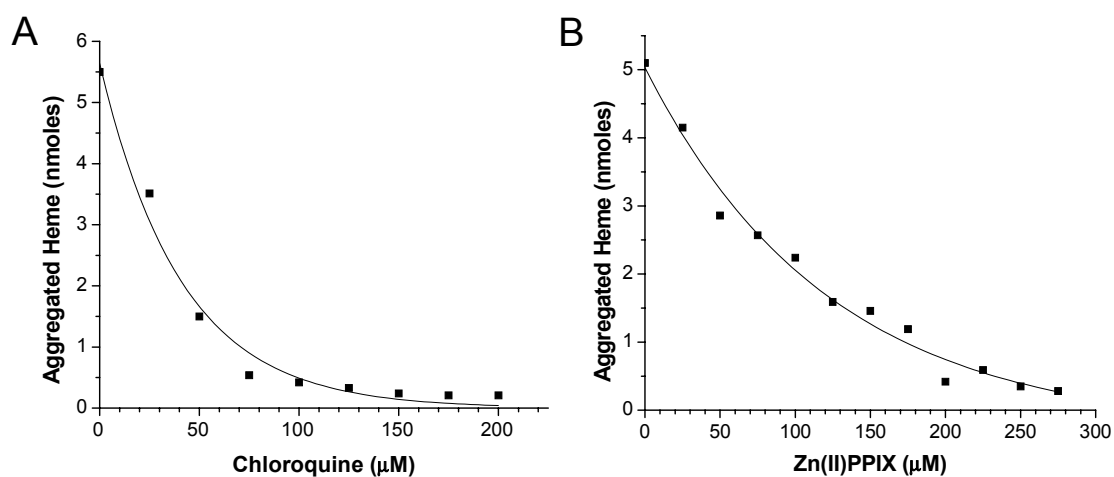 A
Aggregated Heme (nmoles)
6
5
4
3
2
1
0
0 50 100 150 200
Chloroquine (μM)
B
Aggregated Heme (nmoles)
5
4
3
2
1
0
0 50 100 150 200 250 300
Zn(II)PPIX (μM)